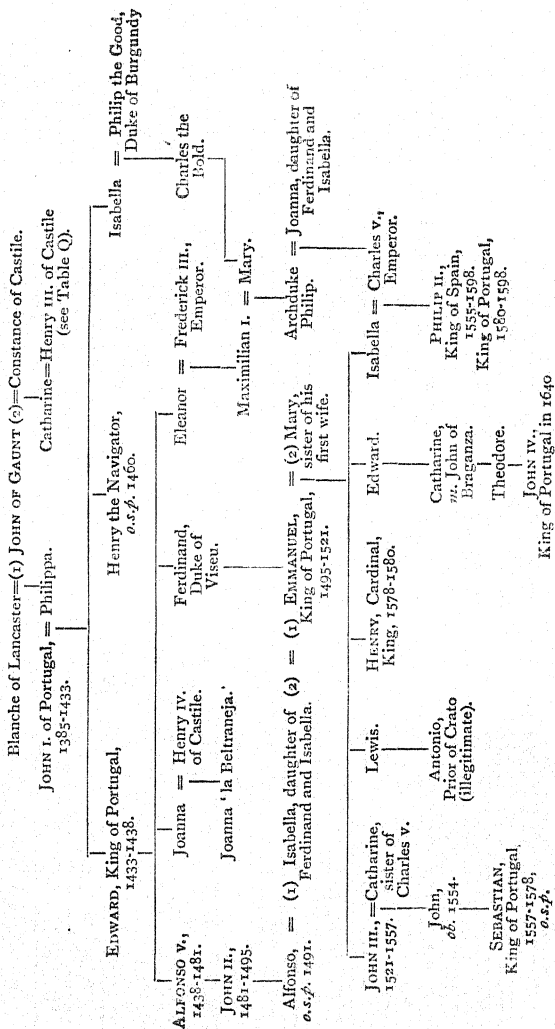 Blanche of Lancaster=(1) JOHN OF GAUNT (2)=Constance of Castile.
JOHN I. of Portugal, = Philippa.
1385-1433.
Catharine=Henry III. of Castile
(see Table Q).
EDWARD, King of Portugal,
1433-1438.
Henry the Navigator,
o.s.p. 1460.
Isabella = Philip the Good,
Duke of Burgundy
ALFONSO V.,
1438-1481.
Joanna = Henry IV.
of Castile.
Ferdinand,
Duke of
Viseu.
Eleanor = Frederick III.,
Emperor.
Charles the
Bold.
JOHN II.,
1481-1495.
Joanna 'la Beltraneja.'
Maximilian I. = Mary.
Alfonso, = (1) Isabella, daughter of (2) = (1) EMMANUEL, = (2) Mary,
o.s.p. 1491.
Ferdinand and Isabella.
King of Portugal,
1495-1521.
sister of his
first wife.
Archduke = Joanna, daughter of
Philip.
Ferdinand and
Isabella.
JOHN III., =Catharine,
1521-1557.
sister of
Charles V.
Lewis.
HENRY, Cardinal,
King, 1578-1580.
Edward.
Isabella = Charles V.,
Emperor.
John,
ob. 1554.
Antonio,
Prior of Crato
(illegitimate).
Catharine,
m. John of
Braganza.
PHILIP II.,
King of Spain,
1555-1598.
King of Portugal,
1580-1598.
SEBASTIAN,
King of Portugal
1557-1578,
o.s.p.
Theodore.
JOHN IV.,
King of Portugal in 1640